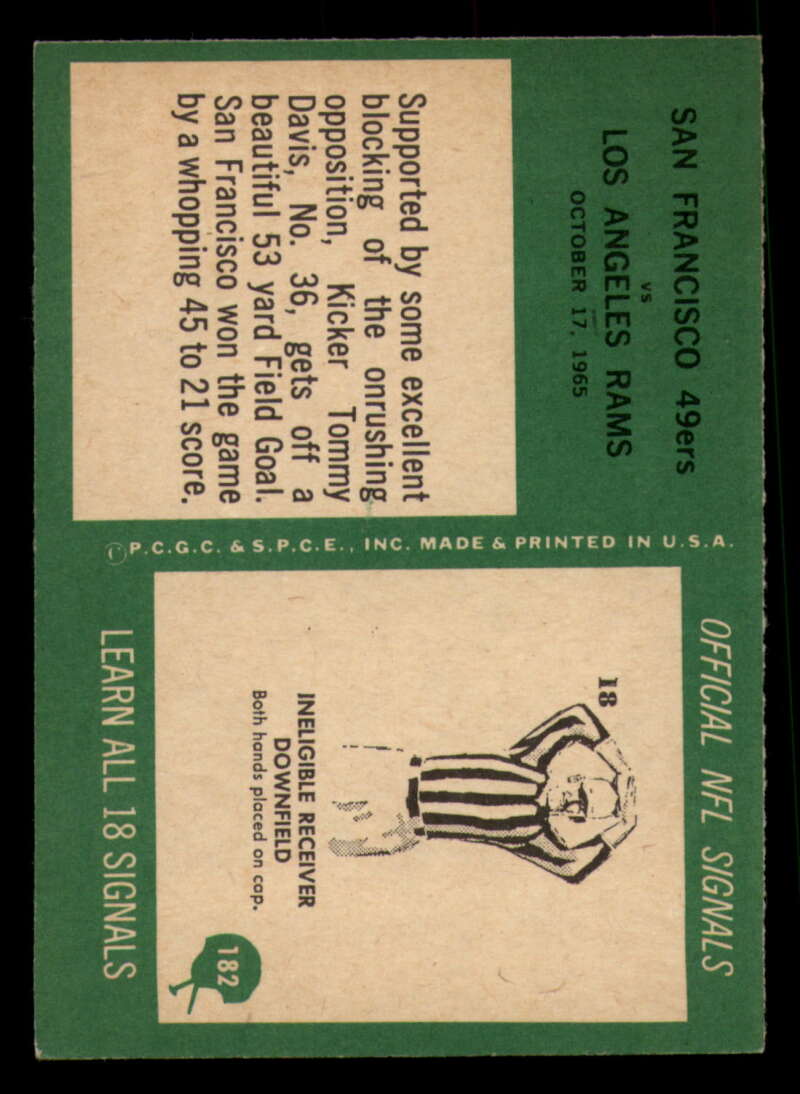 SAN FRANCISCO 49ers
vs
LOS ANGELES RAMS
OCTOBER 17, 1965
Supported by some excellent
blocking of the onrushing
opposition, Kicker Tommy
Davis, No. 36, gets off a
beautiful 53 yard Field Goal.
San Francisco won the game
by a whopping 45 to 21 score.
©P.C.G.C. & S.P.C.E., INC. MADE & PRINTED IN U.S.A.
OFFICIAL NFL SIGNALS
18
INELIGIBLE RECEIVER
DOWNFIELD
Both hands placed on cap.
182
LEARN ALL 18 SIGNALS